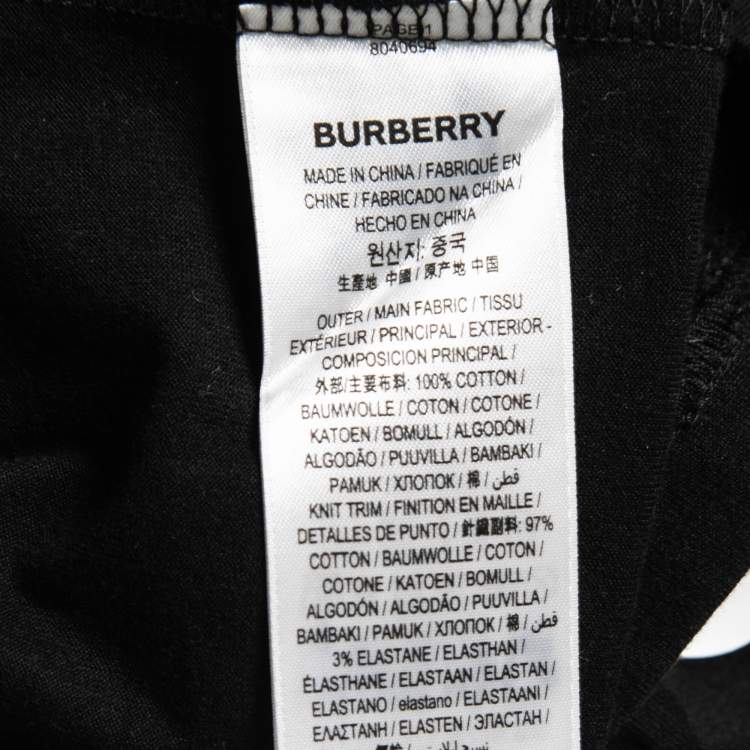 PAGE 1
8040694
BURBERRY
MADE IN CHINA / FABRIQUÉ EN
CHINE / FABRICADO NA CHINA /
HECHO EN CHINA
원산지: 중국
生產地 中國 / 原产地 中国
OUTER / MAIN FABRIC / TISSU
EXTÉRIEUR / PRINCIPAL / EXTERIOR -
COMPOSICION PRINCIPAL /
外部/主要布料: 100% COTTON /
BAUMWOLLE / COTON / COTONE /
KATOEN / BOMULL / ALGODÓN /
ALGODÃO / PUUVILLA / BAMBAKI /
PAMUK / ХЛОПОК / 棉 / قطن
KNIT TRIM / FINITION EN MAILLE /
DETALLES DE PUNTO / 針織副料: 97%
COTTON / BAUMWOLLE / COTON /
COTONE / KATOEN / BOMULL /
ALGODÓN / ALGODÃO / PUUVILLA /
BAMBAKI / PAMUK / ХЛОПОК / 棉 / قطن
3% ELASTANE / ELASTHAN /
ÉLASTHANE / ELASTAAN / ELASTAN /
ELASTANO / elastano / ELASTAANI /
ΕΛΑΣΤΑΝΗ / ELASTEN / ЭЛАСТАН /